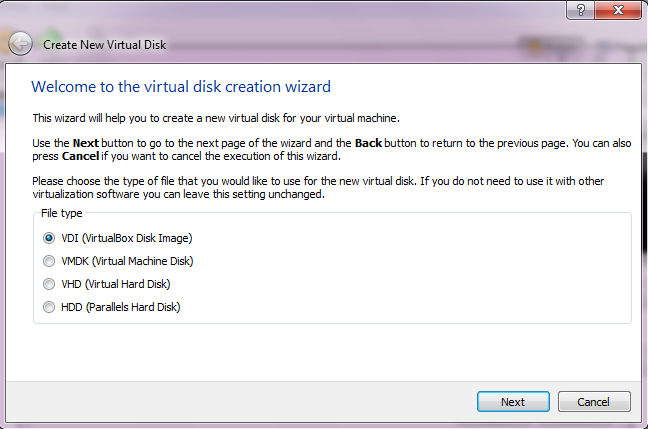 ?
Create New Virtual Disk
Welcome to the virtual disk creation wizard
This wizard will help you to create a new virtual disk for your virtual machine.
Use the Next button to go to the next page of the wizard and the Back button to return to the previous page. You can also
press Cancel if you want to cancel the execution of this wizard.
Please choose the type of file that you would like to use for the new virtual disk. If you do not need to use it with other
virtualization software you can leave this setting unchanged.
File type
VDI (VirtualBox Disk Image)
VMDK (Virtual Machine Disk)
VHD (Virtual Hard Disk)
HDD (Parallels Hard Disk)
Next Cancel